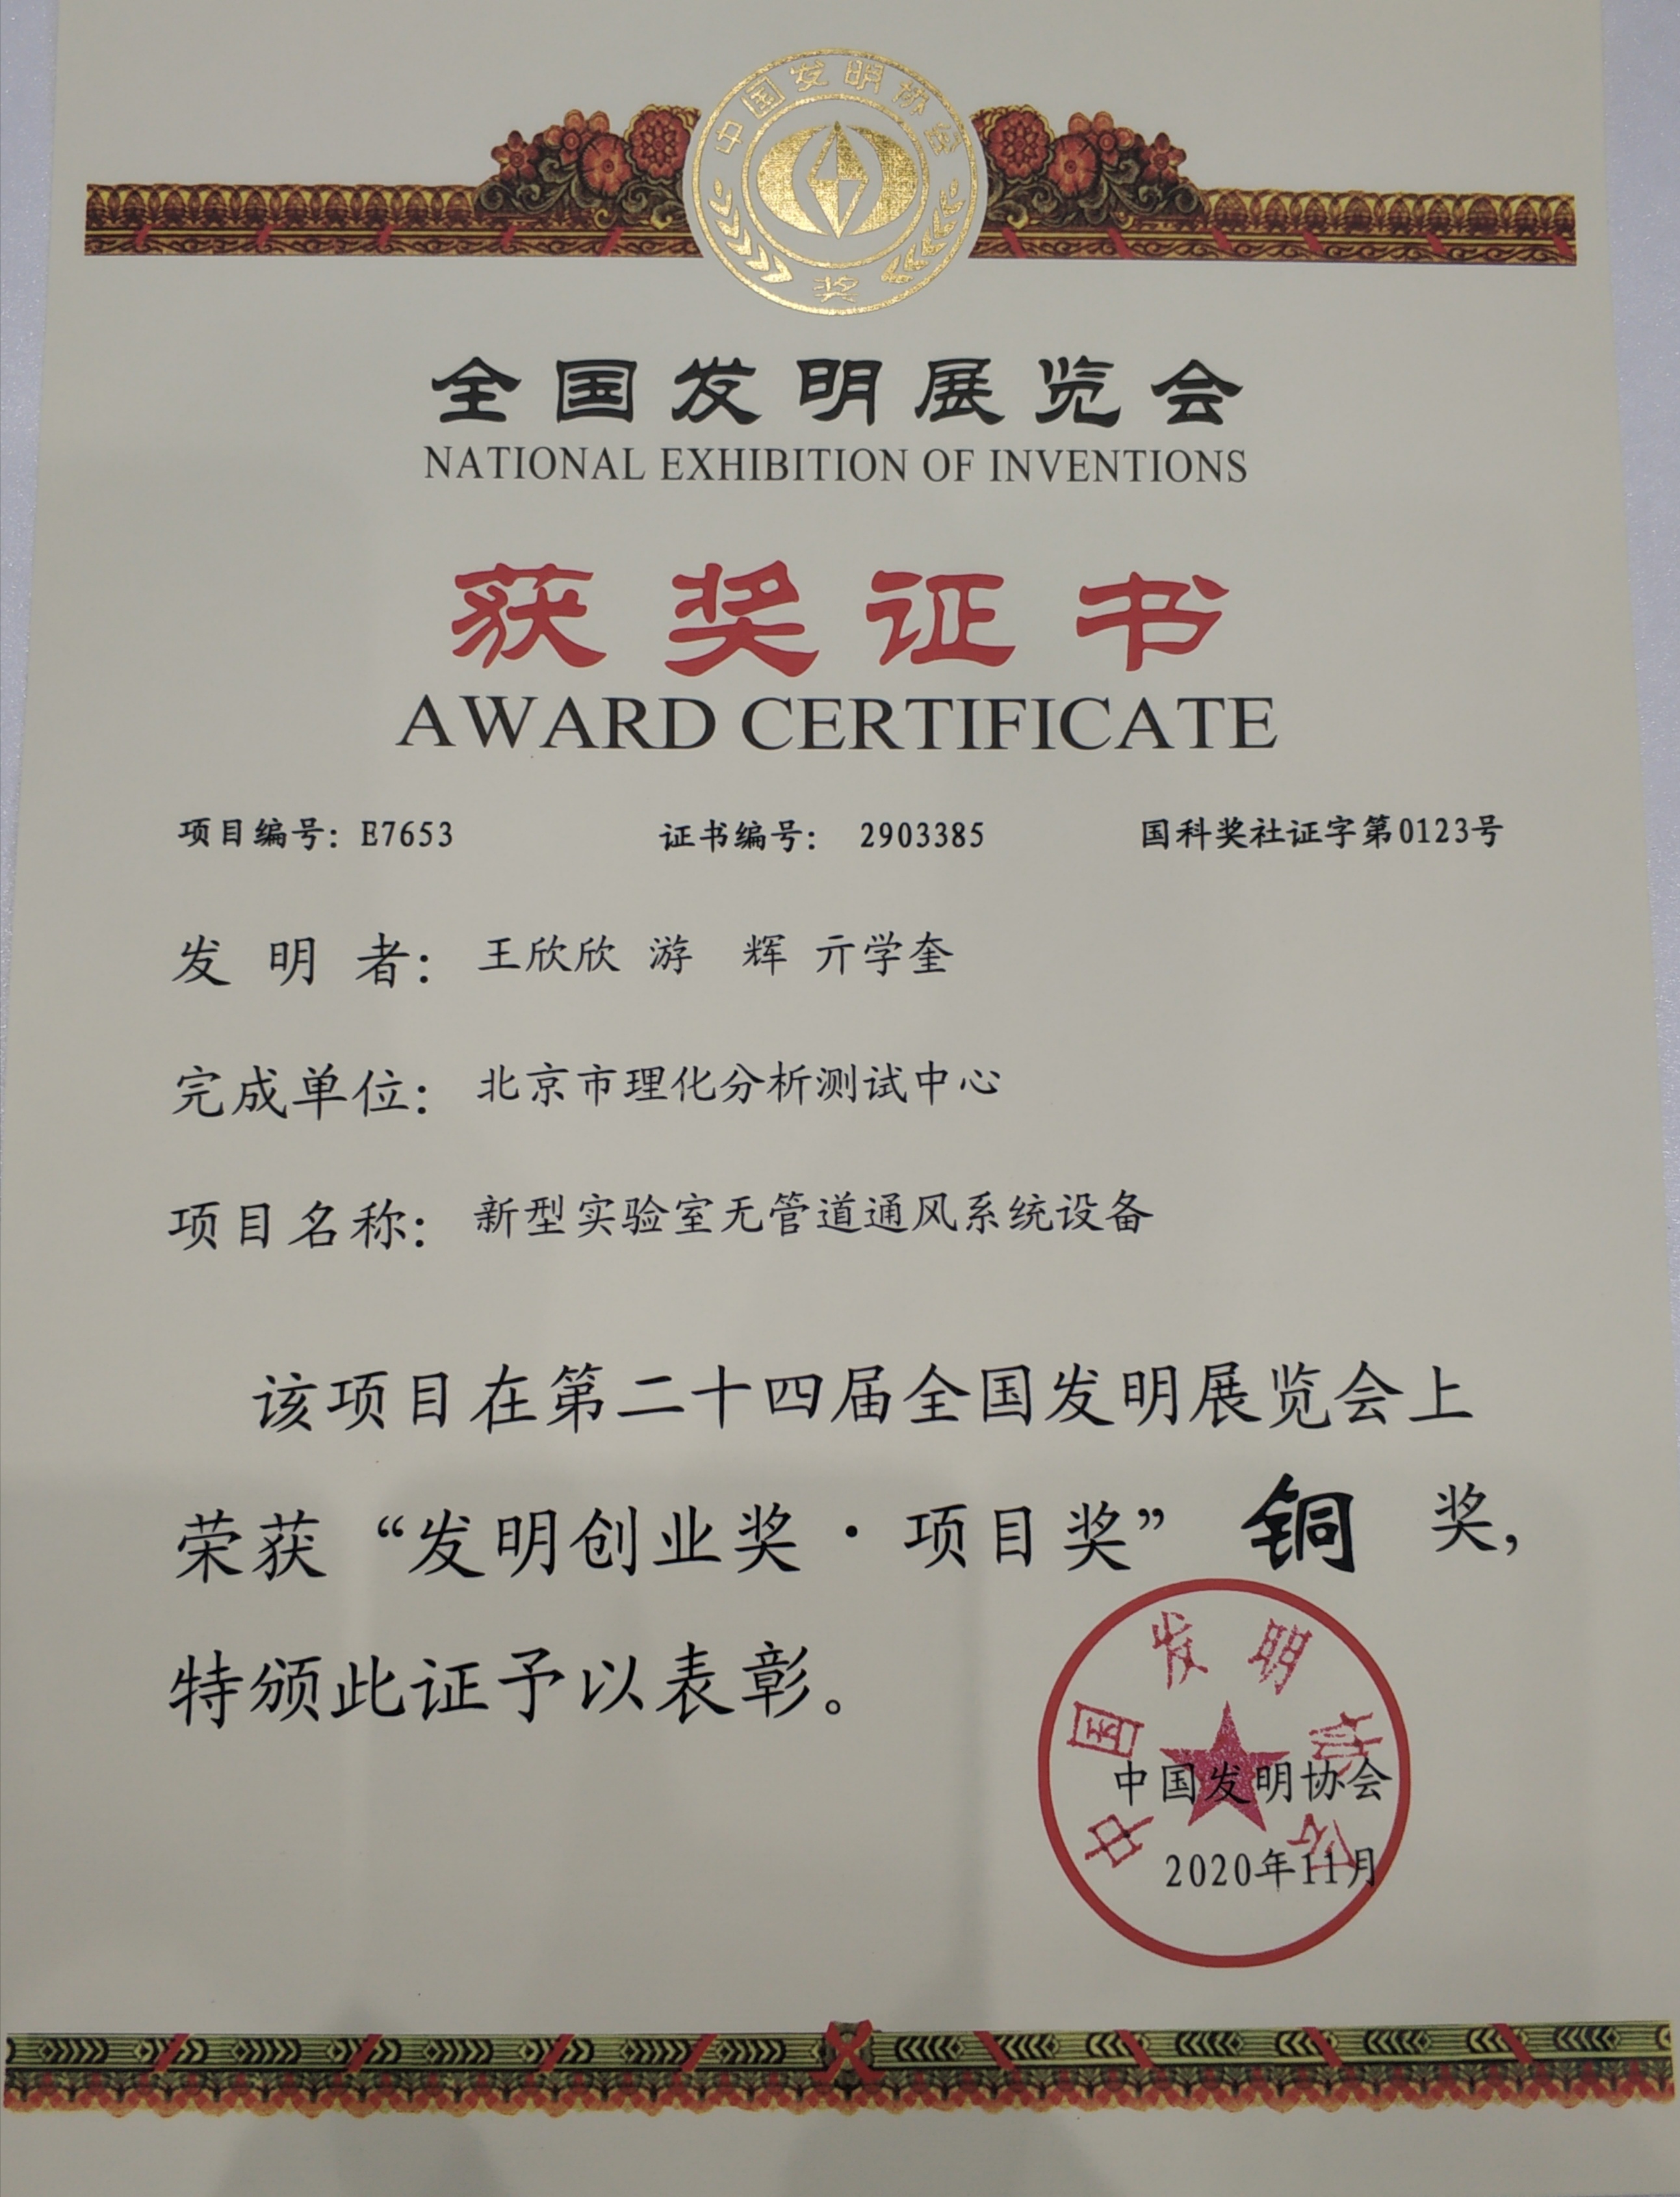 中国发明协会
奖
全国发明展览会
NATIONAL EXHIBITION OF INVENTIONS
获奖证书
AWARD CERTIFICATE
项目编号：E7653 证书编号： 2903385 国科奖社证字第0123号
发 明 者： 王欣欣 游 辉 亓学奎
完成单位： 北京市理化分析测试中心
项目名称： 新型实验室无管道通风系统设备
该项目在第二十四届全国发明展览会上
荣获“发明创业奖·项目奖” 铜 奖，
特颁此证予以表彰。
中国发明协会
中国发明协会
2020年11月